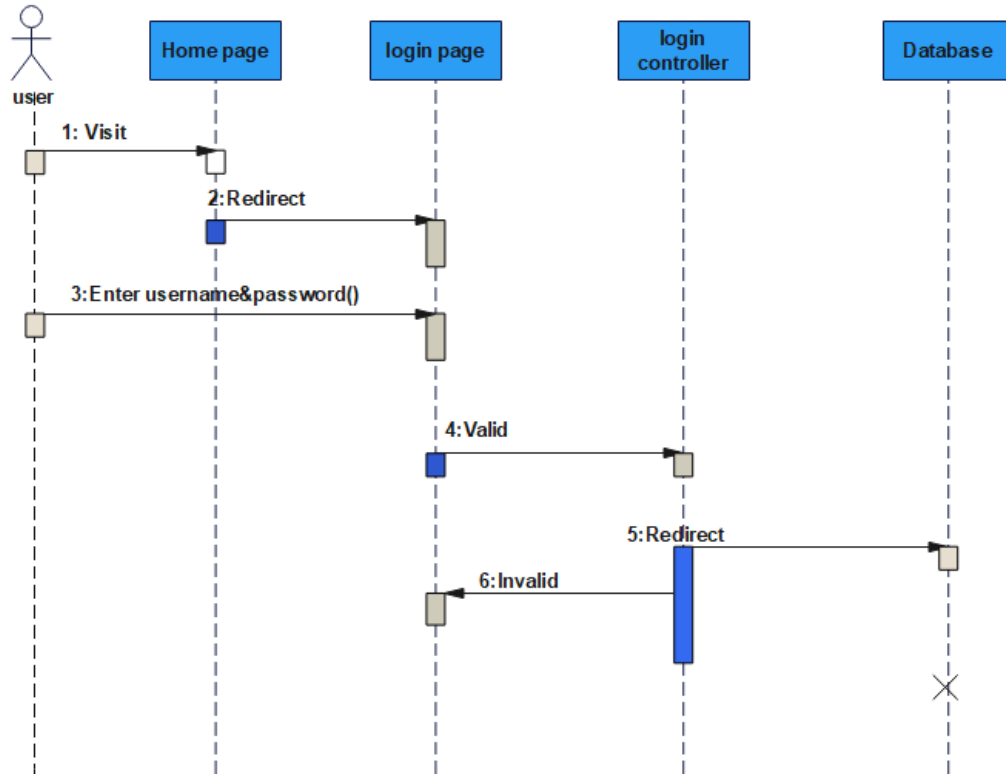 user
Home page
login page
login
controller
Database
1: Visit
2:Redirect
3:Enter username&password()
4:Valid
5:Redirect
6:Invalid